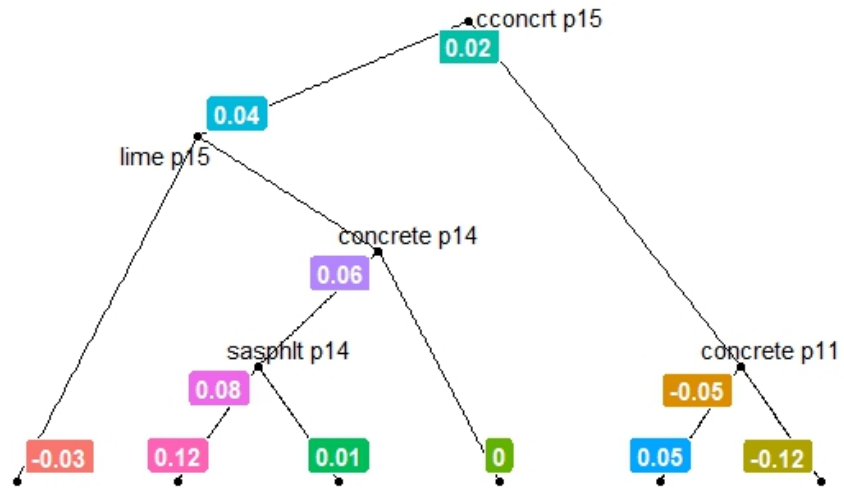 cconcrt p15
0.02
0.04
lime p15
concrete p14
0.06
sasphlt p14
concrete p11
0.08
-0.05
-0.03
0.12
0.01
0
0.05
-0.12